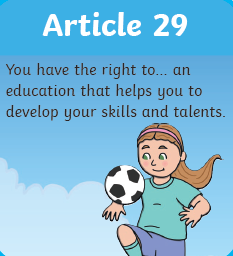 Article 29
You have the right to... an
education that helps you to
develop your skills and talents.